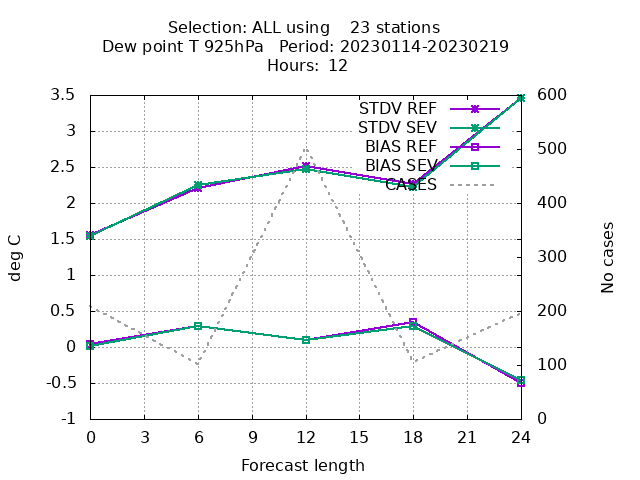 Selection: ALL using    23 stations
Dew point T 925hPa   Period: 20230114-20230219
Hours: 12
3.5
3
2.5
2
1.5
1
0.5
0
-0.5
-1
deg C
STDV REF
STDV SEV
BIAS REF
BIAS SEV
CASES
600
500
400
300
200
100
0
No cases
0 3 6 9 12 15 18 21 24
Forecast length